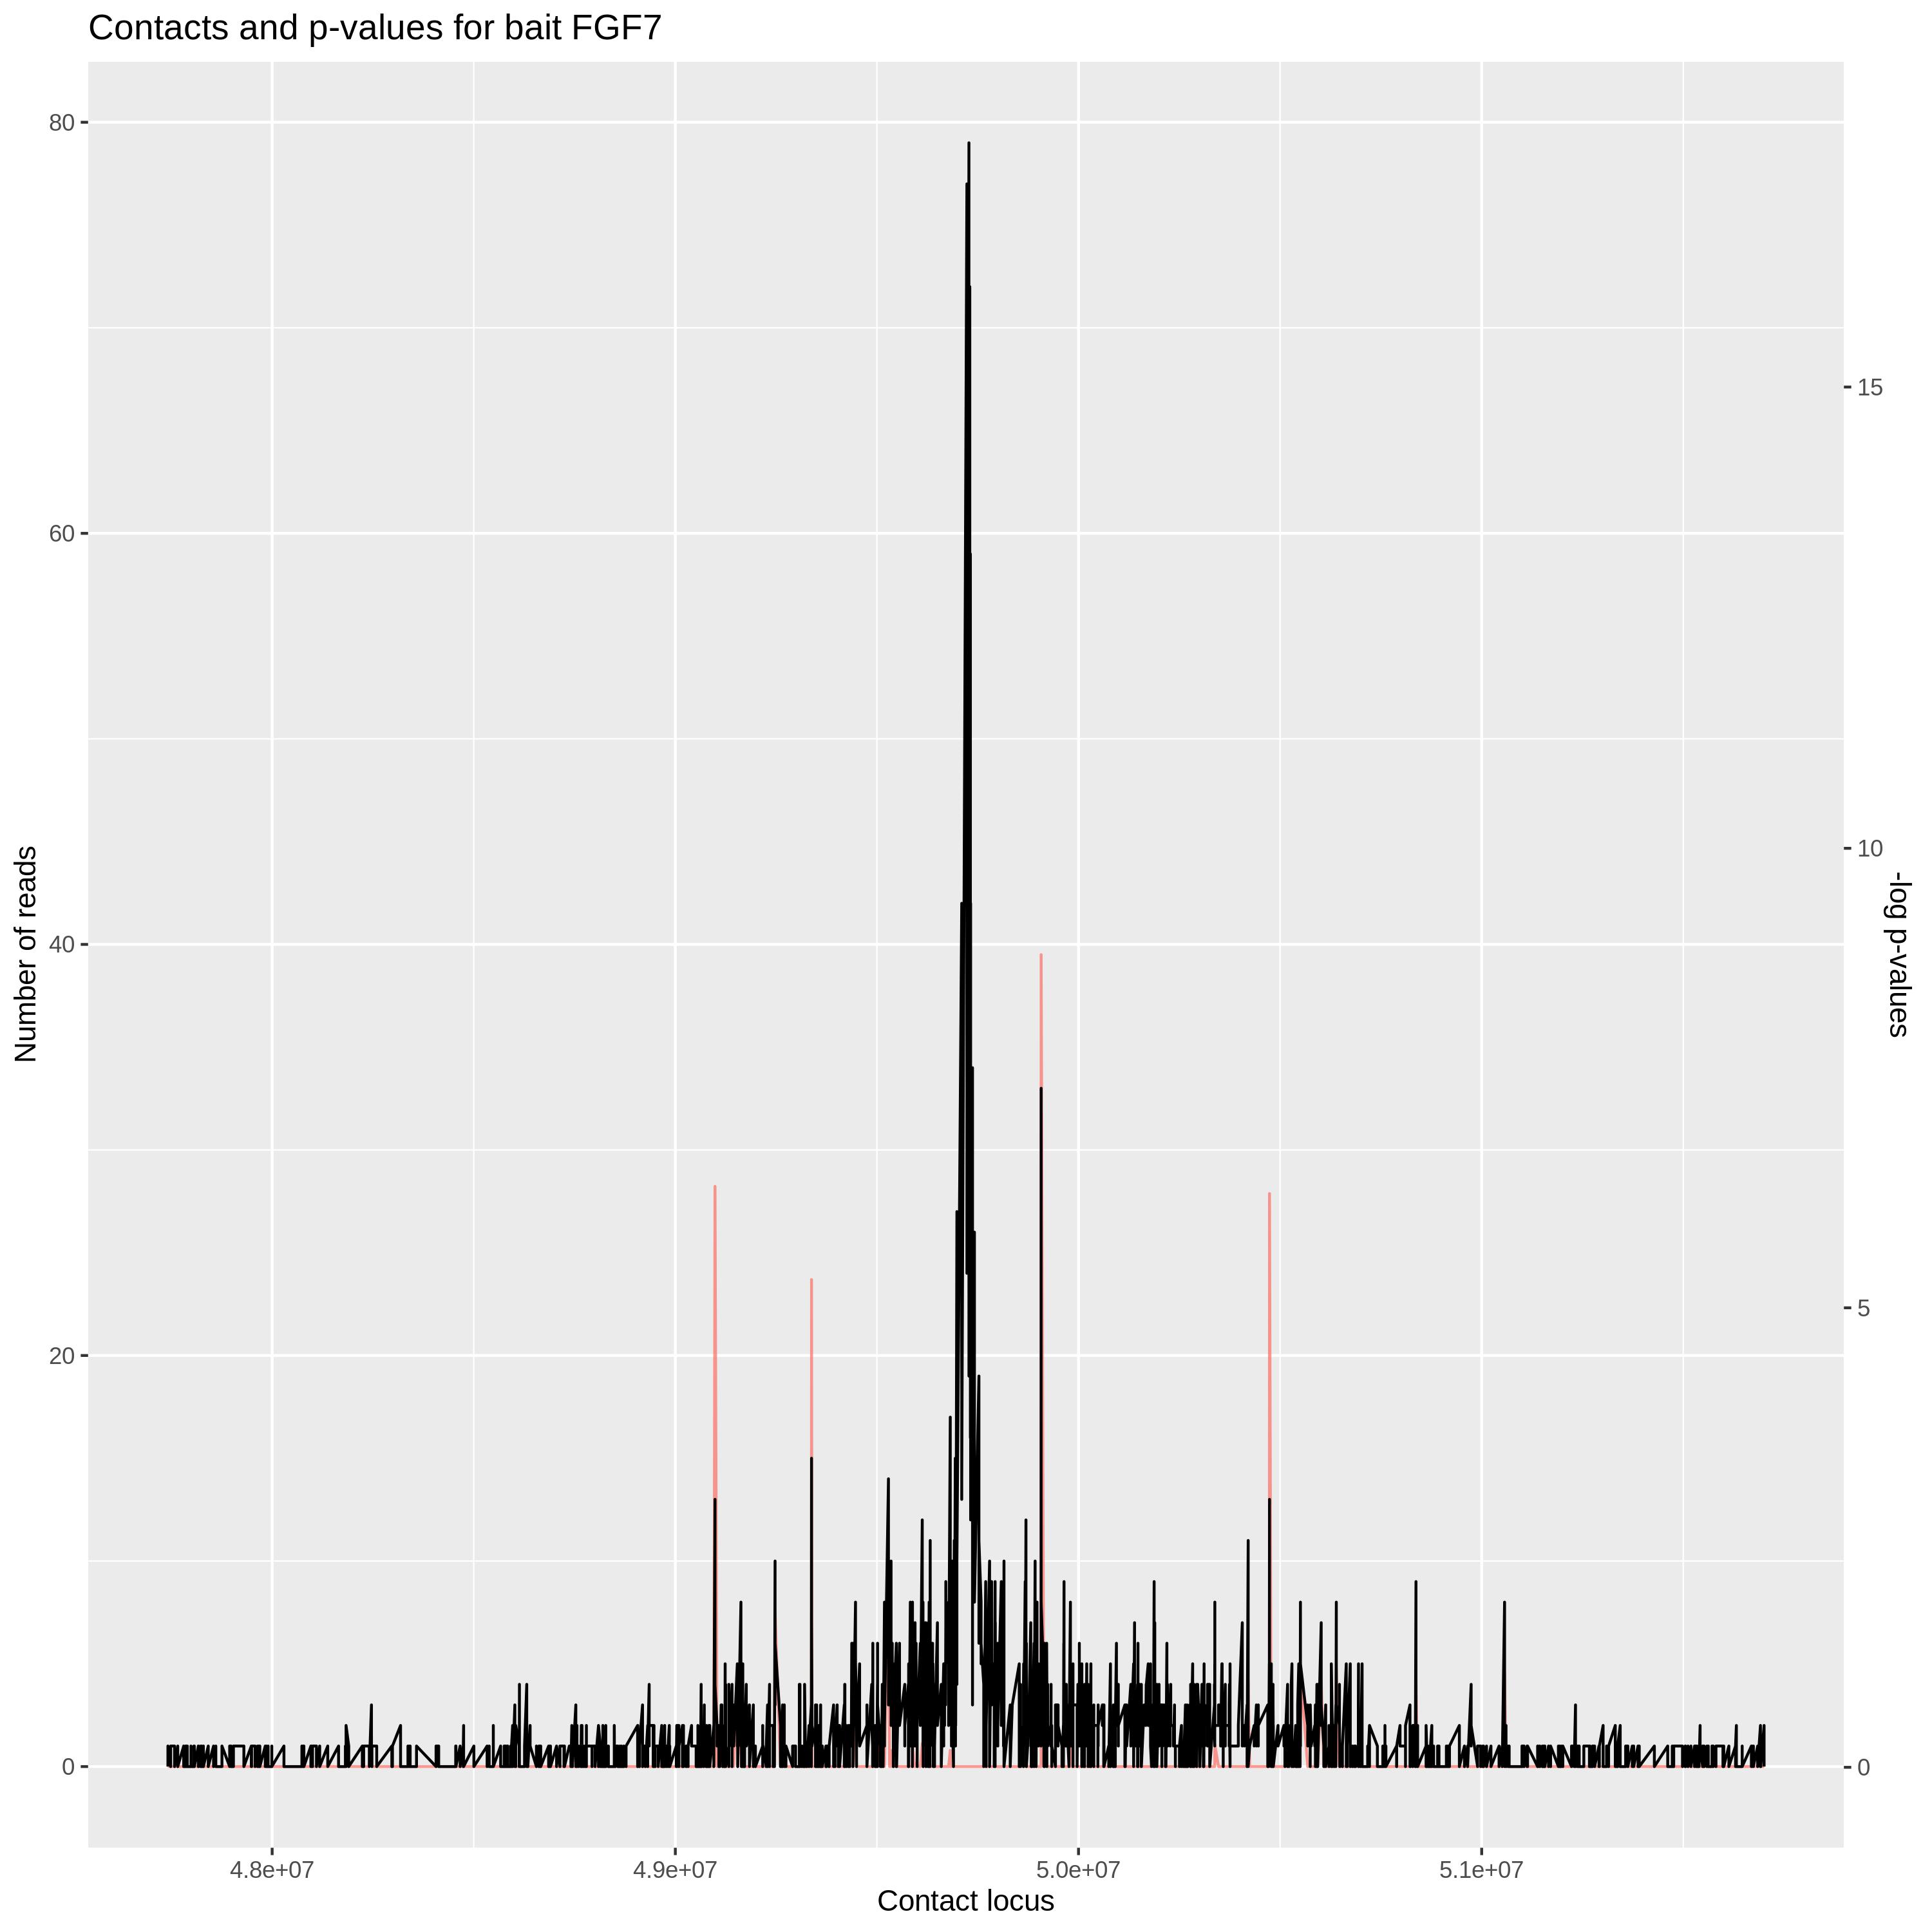 Contacts and p-values for bait FGF7
80
60
40
20
0
15
10
5
0
Number of reads
-log p-values
4.8e+07
4.9e+07
5.0e+07
5.1e+07
Contact locus